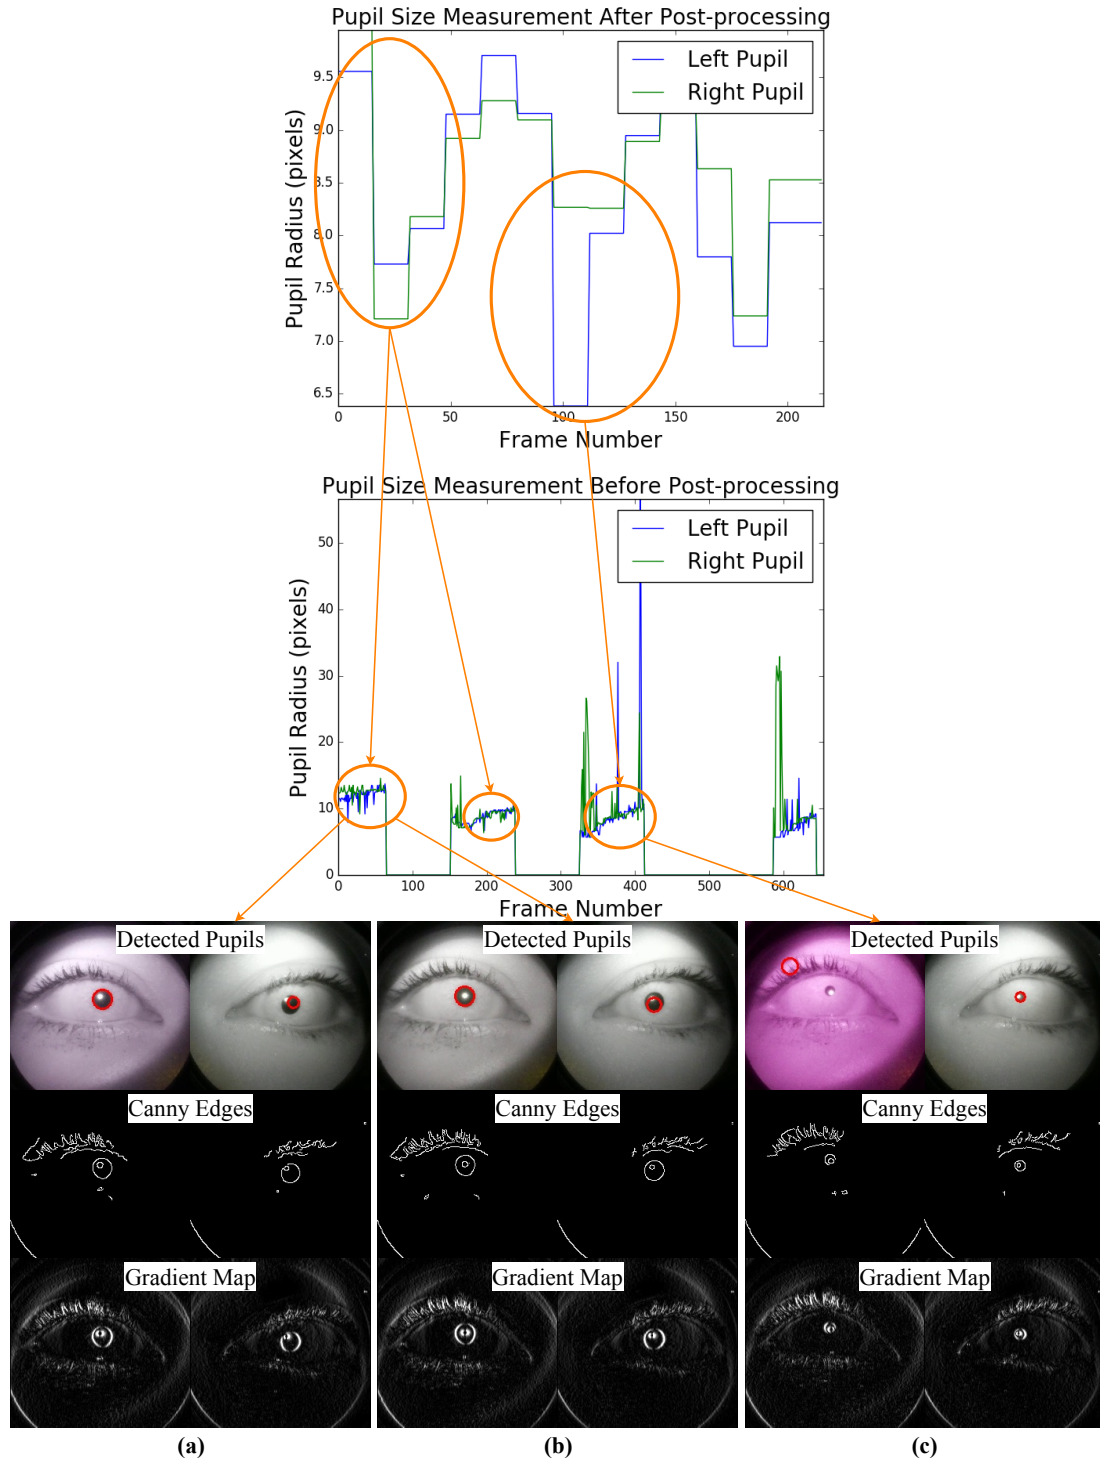 Pupil Size Measurement After Post-processing
Left Pupil
Right Pupil
Pupil Radius (pixels)
9.5
9.0
8.5
8.0
7.5
7.0
6.5
0 50 100 150 200
Frame Number
Pupil Size Measurement Before Post-processing
Left Pupil
Right Pupil
Pupil Radius (pixels)
50
40
30
20
10
0
0 100 200 300 400 500 600
Frame Number
Detected Pupils Detected Pupils Detected Pupils
Canny Edges Canny Edges Canny Edges
Gradient Map Gradient Map Gradient Map
(a) (b) (c)